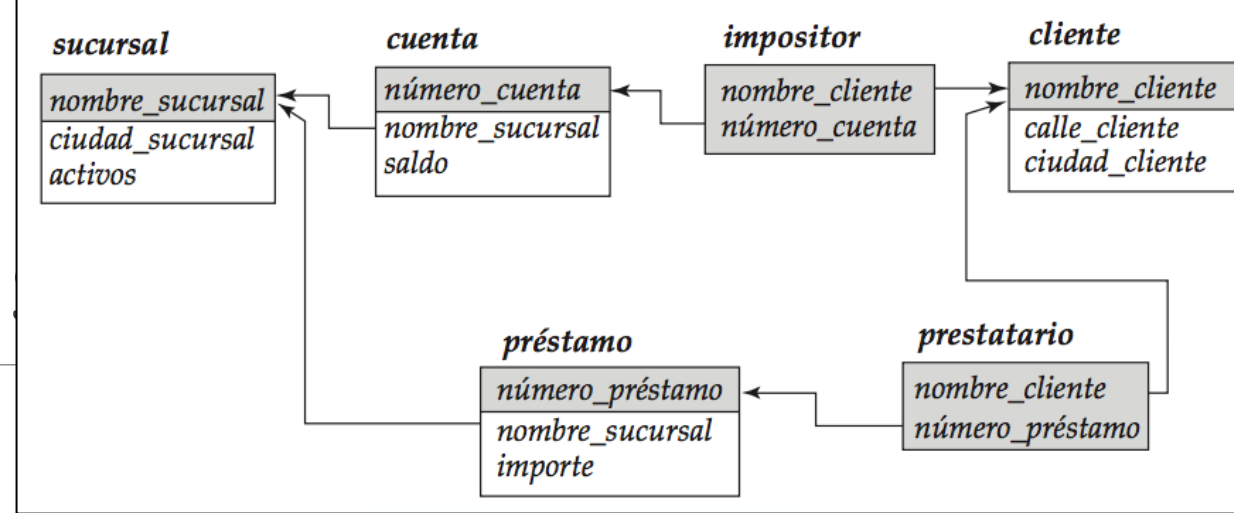 sucursal
nombre_sucursal
ciudad_sucursal
activos
cuenta
número_cuenta
nombre_sucursal
saldo
impositor
nombre_cliente
número_cuenta
cliente
nombre_cliente
calle_cliente
ciudad_cliente
préstamo
número_préstamo
nombre_sucursal
importe
prestatario
nombre_cliente
número_préstamo